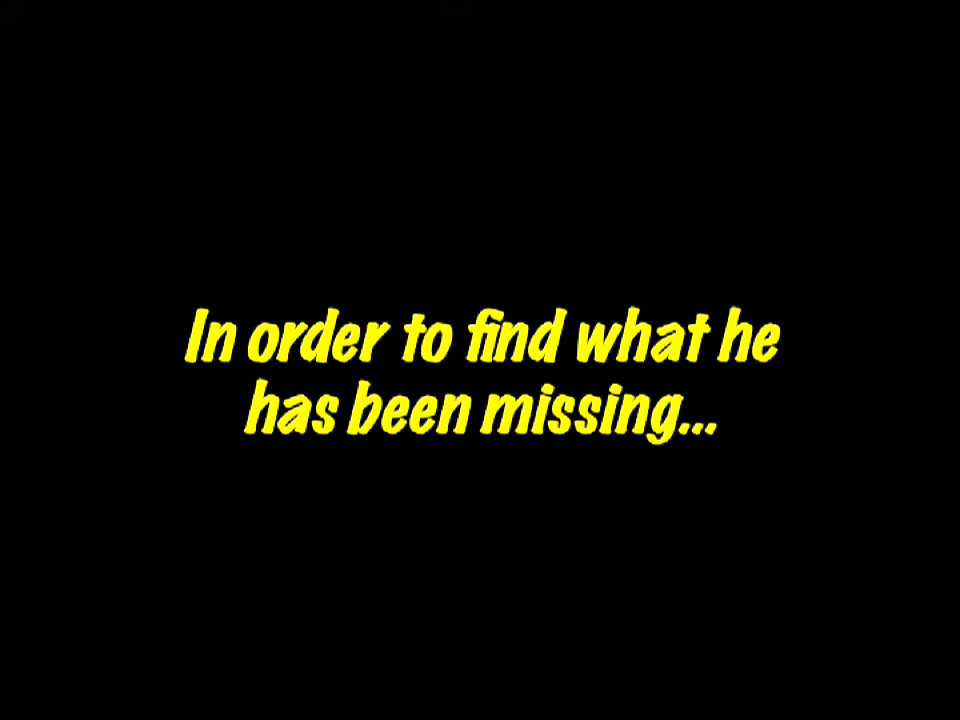 In order to find what he
has been missing...